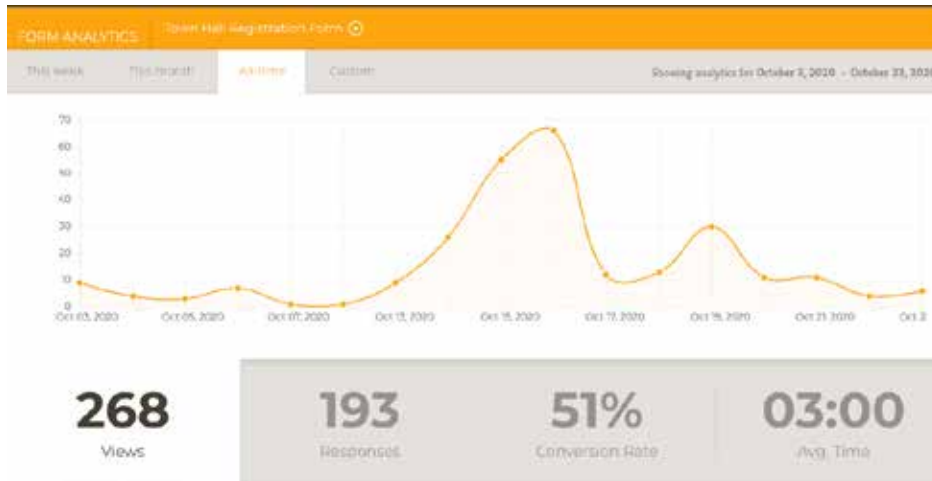 FORM ANALYTICS Town Hall Registration Form
This week This month All time Custom Showing analytics for October 3, 2020 - October 23, 2020
70
60
50
40
30
20
10
0
Oct 03, 2020 Oct 05, 2020 Oct 07, 2020 Oct 13, 2020 Oct 15, 2020 Oct 17, 2020 Oct 19, 2020 Oct 21, 2020 Oct 2
268 193 51% 03:00
Views Responses Conversion Rate Avg. Time